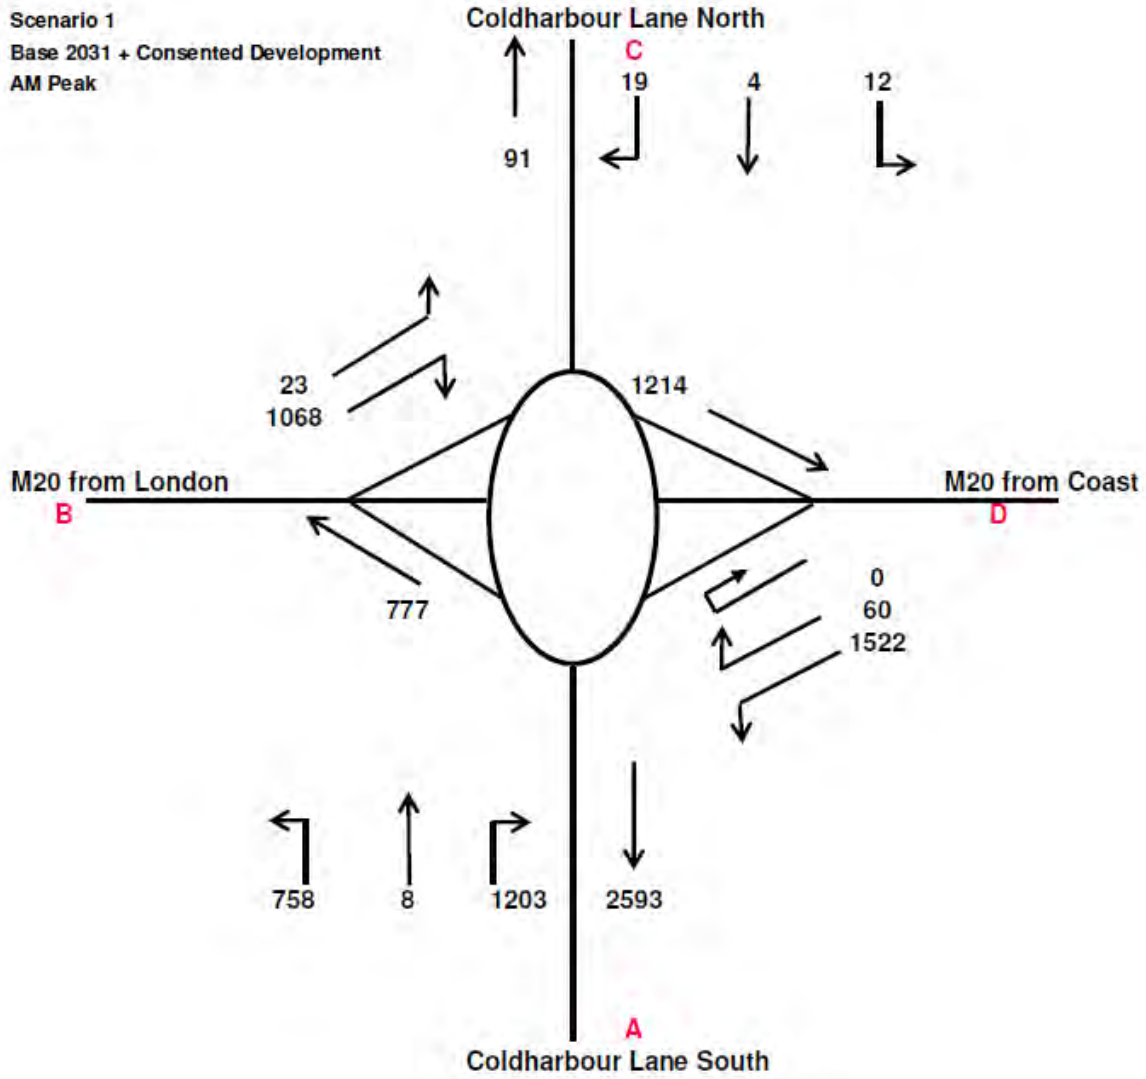 Scenario 1
Base 2031 + Consented Development
AM Peak
Coldharbour Lane North
C
19 4 12
91
23
1068
1214
M20 from London
B
M20 from Coast
D
777
0
60
1522
758 8 1203 2593
A
Coldharbour Lane South